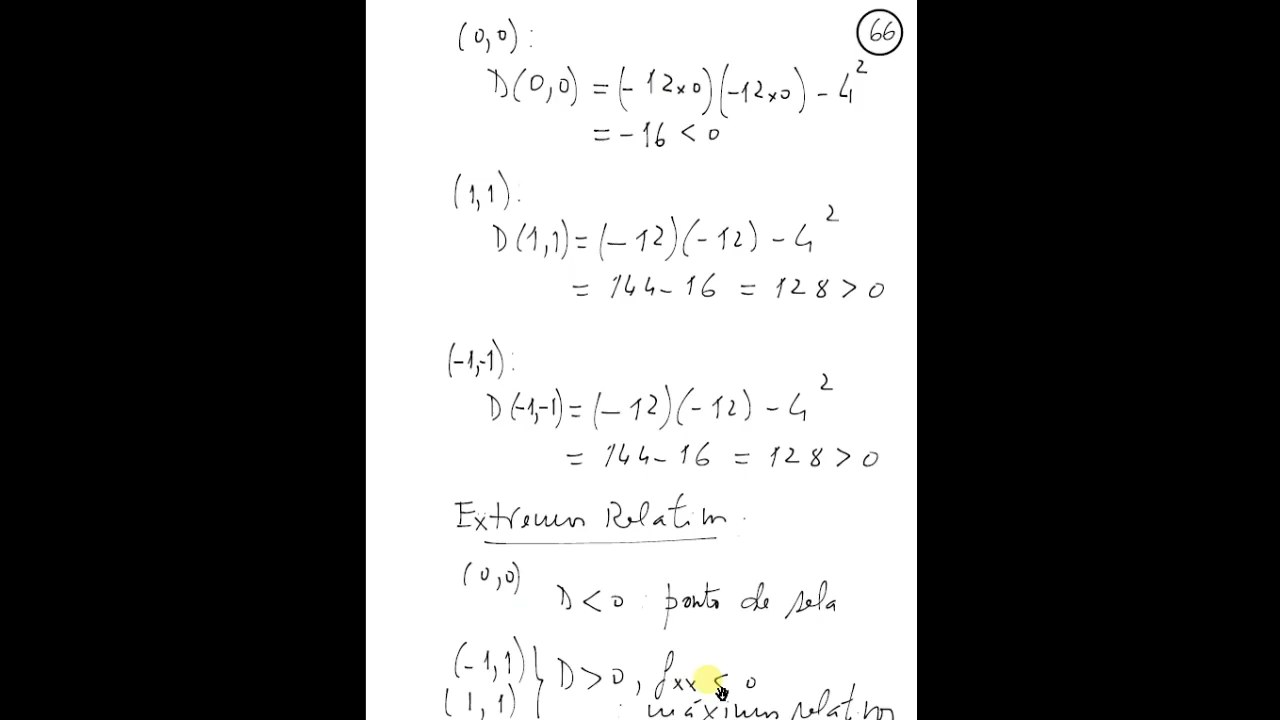 66
(0,0):
D(0,0) = (-12×0)(-12×0) - 4²
= -16 < 0
(1,1):
D(1,1) = (-12)(-12) - 4²
= 144 - 16 = 128 > 0
(-1,-1):
D(-1,-1) = (-12)(-12) - 4²
= 144 - 16 = 128 > 0
Extremos Relativos
(0,0)
D < 0 : ponto de sela
(-1,1) } D > 0, fxx < 0
(1,1) : máximos relativos